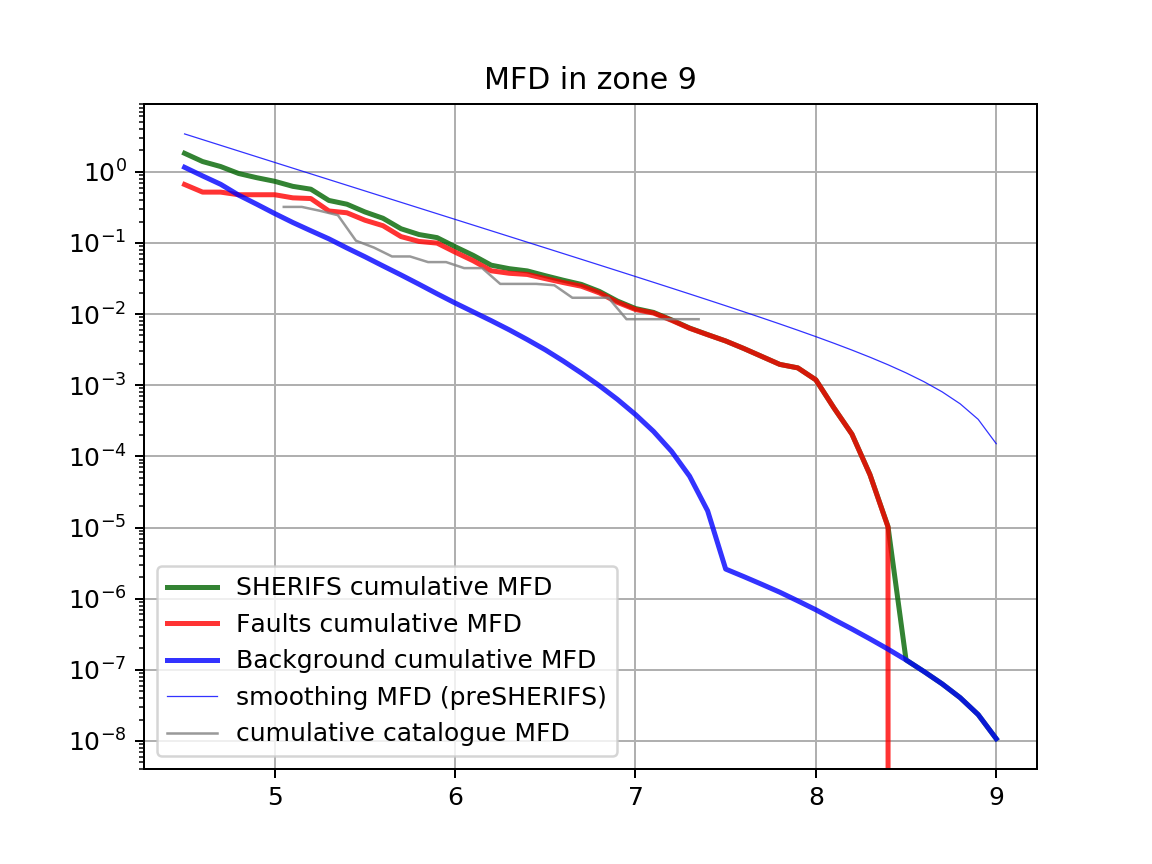 MFD in zone 9
10⁰
10⁻¹
10⁻²
10⁻³
10⁻⁴
10⁻⁵
10⁻⁶
10⁻⁷
10⁻⁸
SHERIFS cumulative MFD
Faults cumulative MFD
Background cumulative MFD
smoothing MFD (preSHERIFS)
cumulative catalogue MFD
5 6 7 8 9